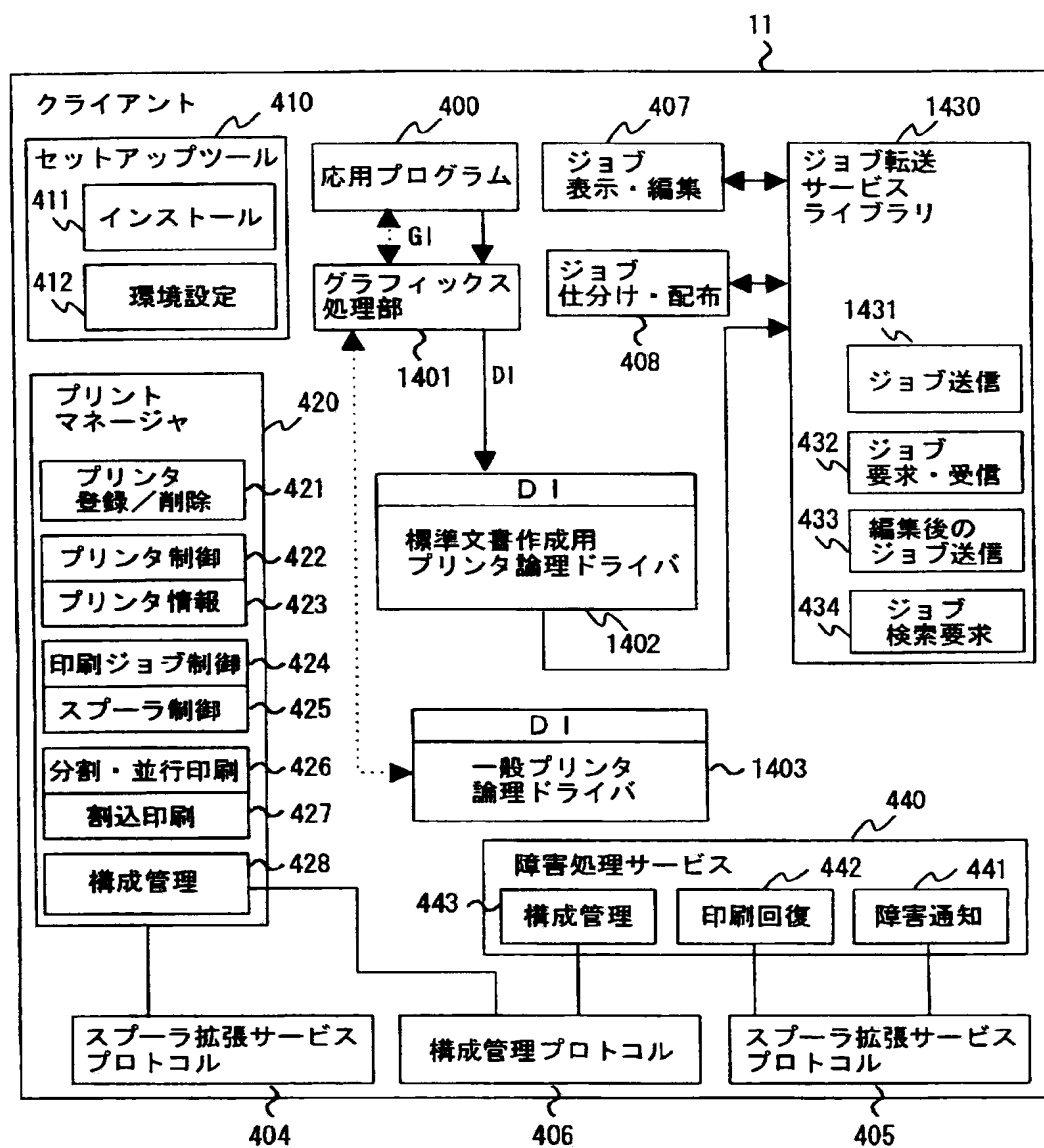 11
クライアント
410
400
407
1430
セットアップツール
411
インストール
412
環境設定
応用プログラム
GI
グラフィックス
処理部
1401
DI
ジョブ
表示・編集
ジョブ
仕分け・配布
408
ジョブ転送
サービス
ライブラリ
1431
ジョブ送信
432
ジョブ
要求・受信
433
編集後の
ジョブ送信
434
ジョブ
検索要求
プリント
マネージャ
420
プリンタ
登録／削除
421
プリンタ制御
422
プリンタ情報
423
印刷ジョブ制御
424
スプーラ制御
425
分割・並行印刷
426
割込印刷
427
構成管理
428
DI
標準文書作成用
プリンタ論理ドライバ
1402
DI
一般プリンタ
論理ドライバ
1403
440
障害処理サービス
443
構成管理
442
印刷回復
441
障害通知
スプーラ拡張サービス
プロトコル
404
構成管理プロトコル
406
スプーラ拡張サービス
プロトコル
405